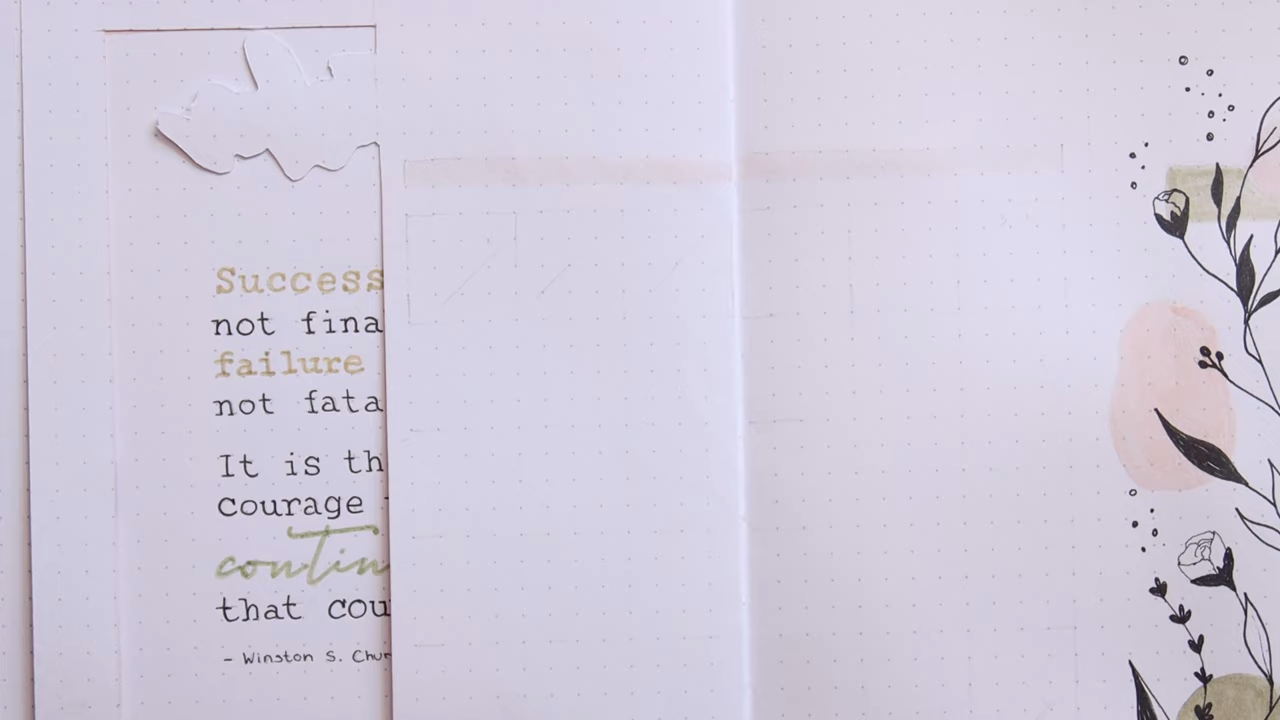 Success
not fina
failure
not fata
It is th
courage
contin
that cou
- Winston S. Chur